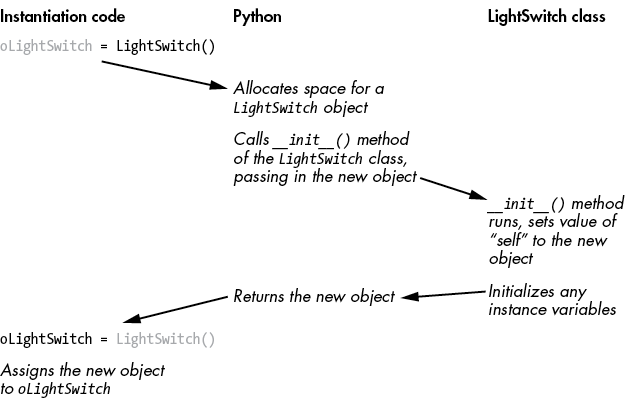 Instantiation code
Python
LightSwitch class
oLightSwitch = LightSwitch()
Allocates space for a
LightSwitch object
Calls __init__() method
of the LightSwitch class,
passing in the new object
__init__() method
runs, sets value of
“self” to the new
object
Initializes any
instance variables
Returns the new object
oLightSwitch = LightSwitch()
Assigns the new object
to oLightSwitch